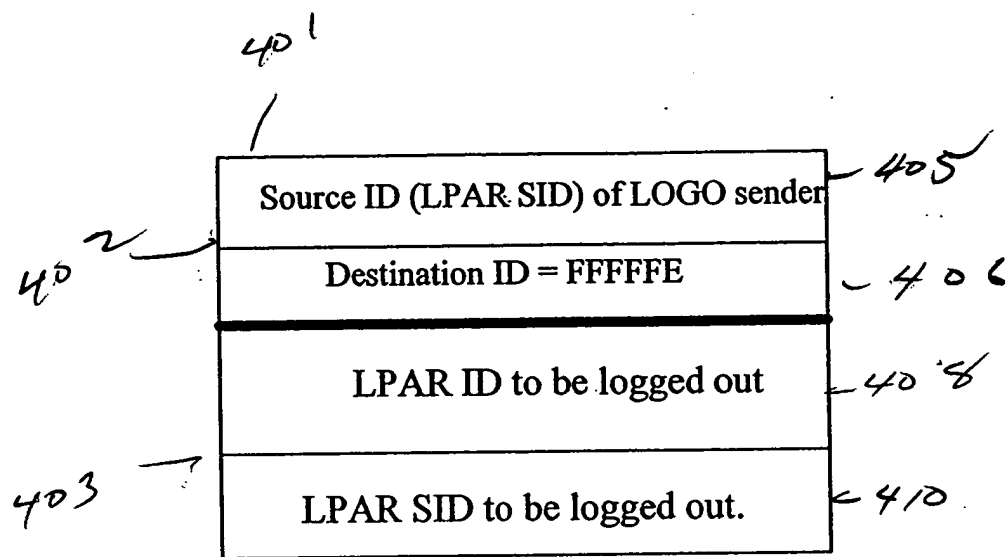 401
Source ID (LPAR SID) of LOGO sender
405
402
Destination ID = FFFFFE
406
LPAR ID to be logged out
408
403
LPAR SID to be logged out.
410